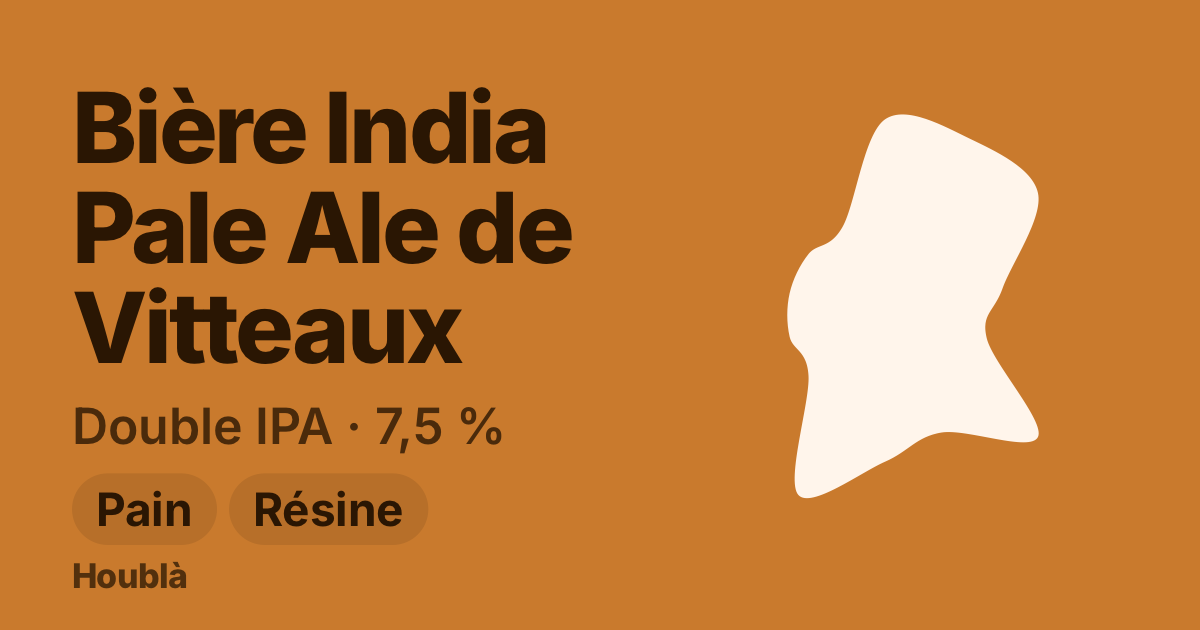 Bière India
Pale Ale de
Vitteaux
Double IPA · 7,5 %
Pain Résine
Houblà